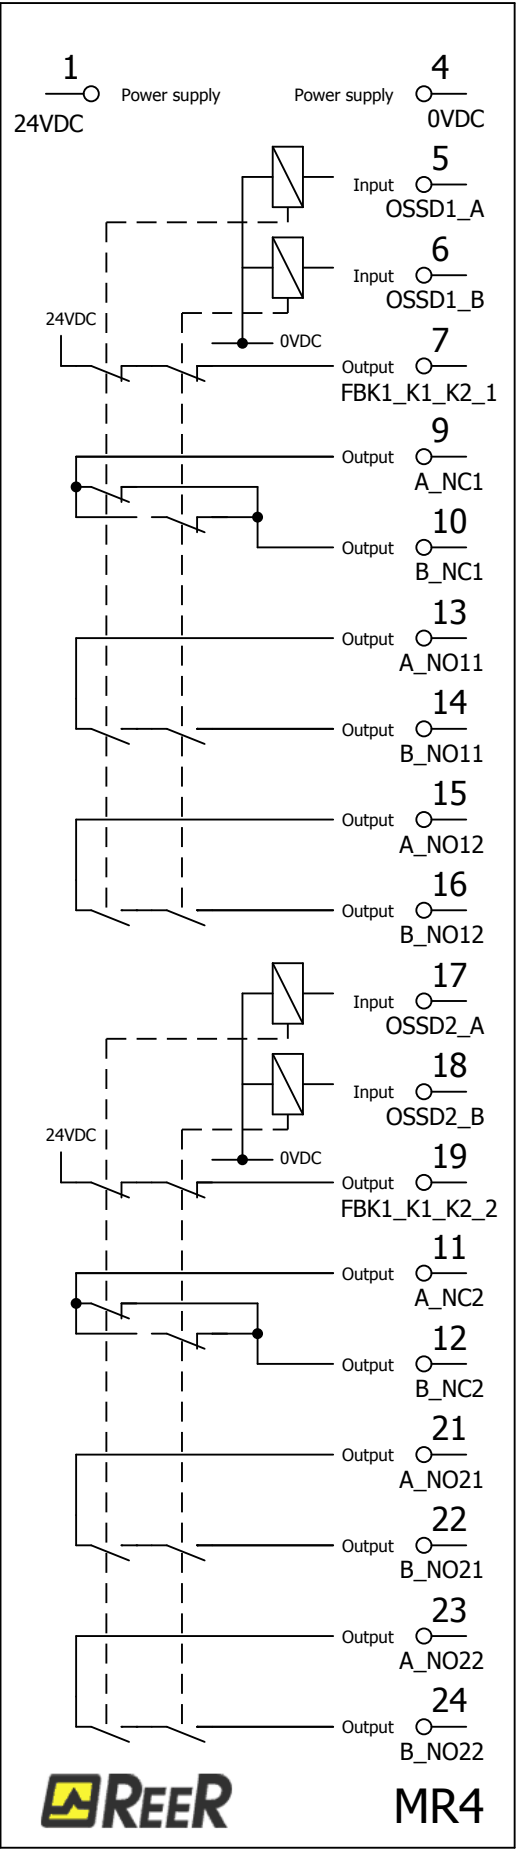 1
4
Power supply
Power supply
24VDC
0VDC
5
Input
OSSD1_A
6
Input
OSSD1_B
24VDC
0VDC
7
Output
FBK1_K1_K2_1
9
Output
A_NC1
10
Output
B_NC1
13
Output
A_NO11
14
Output
B_NO11
15
Output
A_NO12
16
Output
B_NO12
17
Input
OSSD2_A
18
Input
OSSD2_B
24VDC
0VDC
19
Output
FBK1_K1_K2_2
11
Output
A_NC2
12
Output
B_NC2
21
Output
A_NO21
22
Output
B_NO21
23
Output
A_NO22
24
Output
B_NO22
REER
MR4